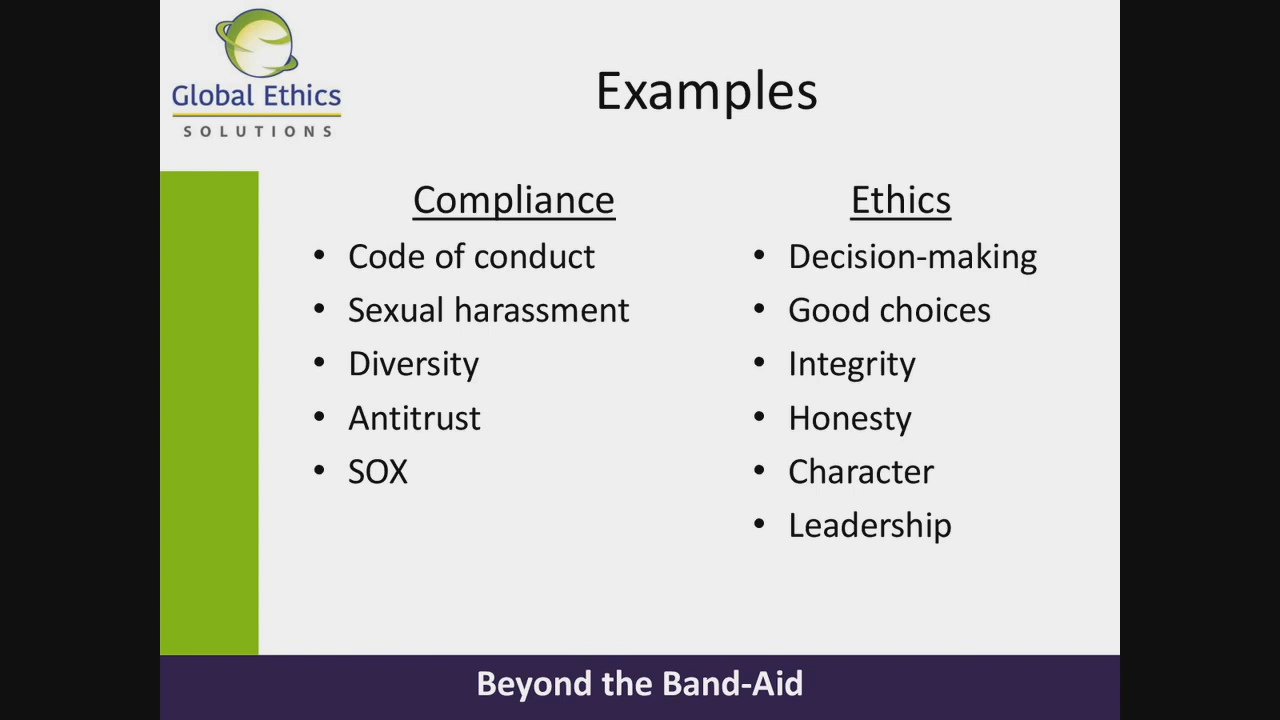 Global Ethics
SOLUTIONS
Examples
Compliance
• Code of conduct
• Sexual harassment
• Diversity
• Antitrust
• SOX
Ethics
• Decision-making
• Good choices
• Integrity
• Honesty
• Character
• Leadership
Beyond the Band-Aid